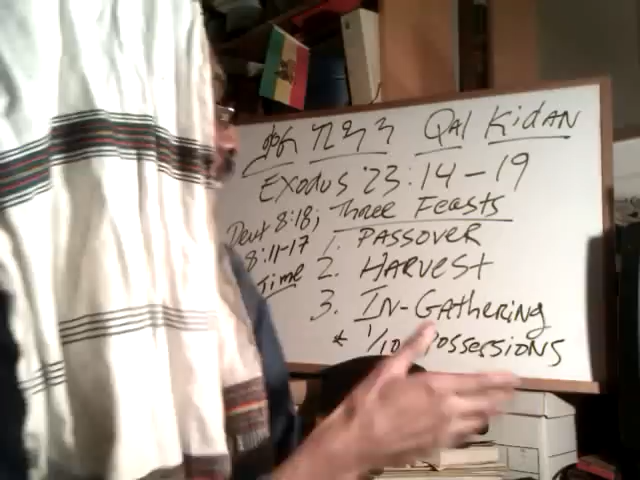 ቃል ኪዳን Qal Kidan
Exodus 23:14-19
Deut 8:18; Three Feasts
8:11-17 1. PASSOVER
Time 2. HARVEST
3. IN-GATHERING
* 1/10 POSSESSIONS